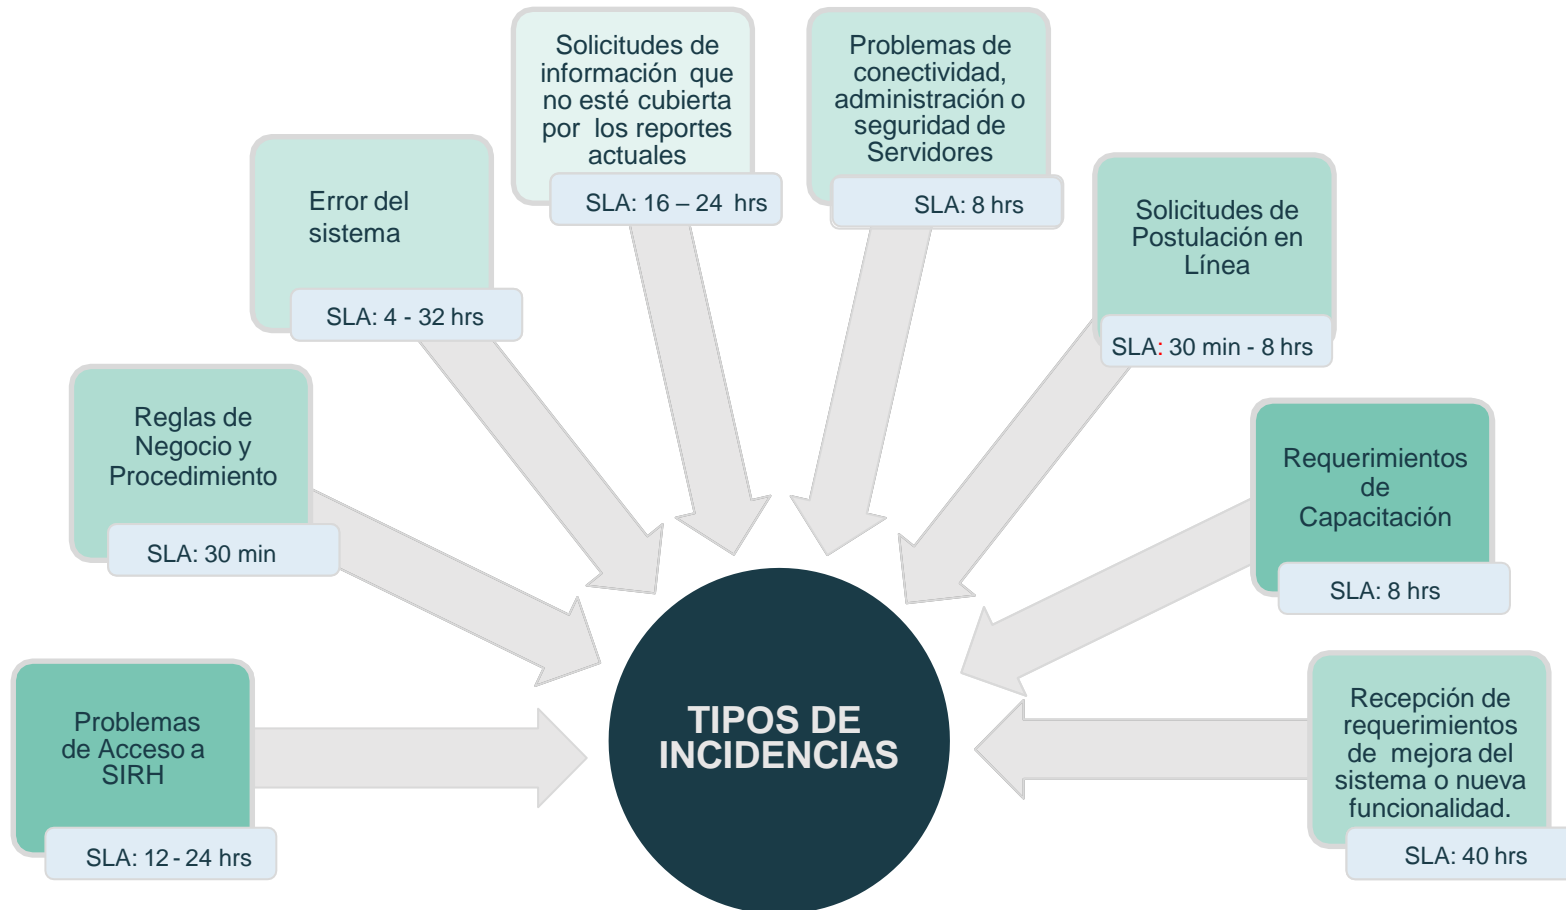 Solicitudes de
información que
no esté cubierta
por los reportes
actuales
SLA: 16 – 24 hrs
Problemas de
conectividad,
administración o
seguridad de
Servidores
SLA: 8 hrs
Error del
sistema
SLA: 4 - 32 hrs
Solicitudes de
Postulación en
Línea
SLA: 30 min - 8 hrs
Reglas de
Negocio y
Procedimiento
SLA: 30 min
Requerimientos
de
Capacitación
SLA: 8 hrs
Problemas
de Acceso a
SIRH
SLA: 12 - 24 hrs
TIPOS DE
INCIDENCIAS
Recepción de
requerimientos
de mejora del
sistema o nueva
funcionalidad.
SLA: 40 hrs